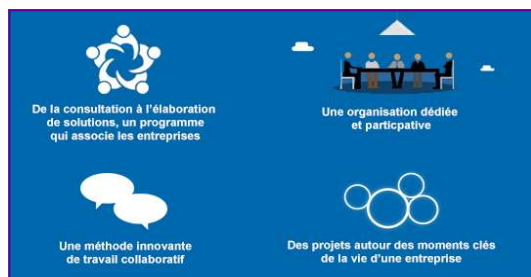 De la consultation à l'élaboration
de solutions, un programme
qui associe les entreprises
Une organisation dédiée
et particpative
Une méthode innovante
de travail collaboratif
Des projets autour des moments clés
de la vie d'une entreprise